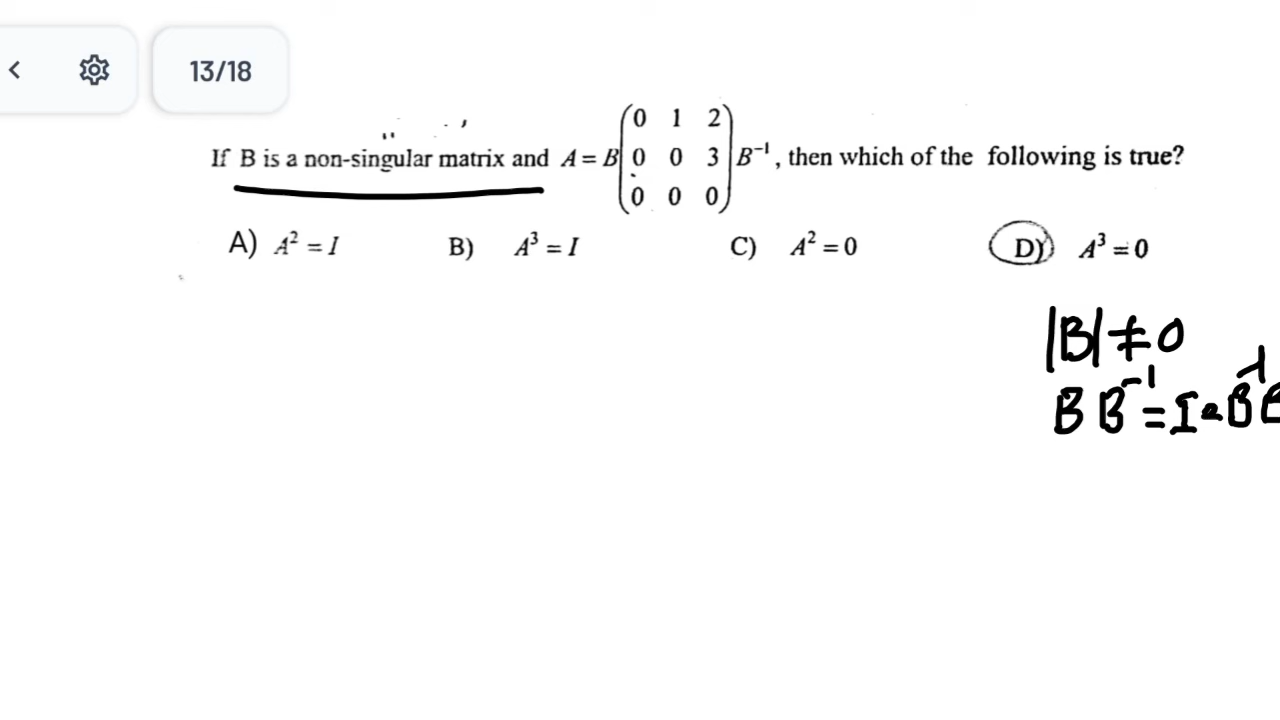 13/18
If B is a non-singular matrix and A = B(0 1 2
0 0 3
0 0 0)B⁻¹, then which of the following is true?
A) A² = I B) A³ = I C) A² = 0 D) A³ = 0
|B| ≠ 0
B B⁻¹ = I = B⁻¹ B